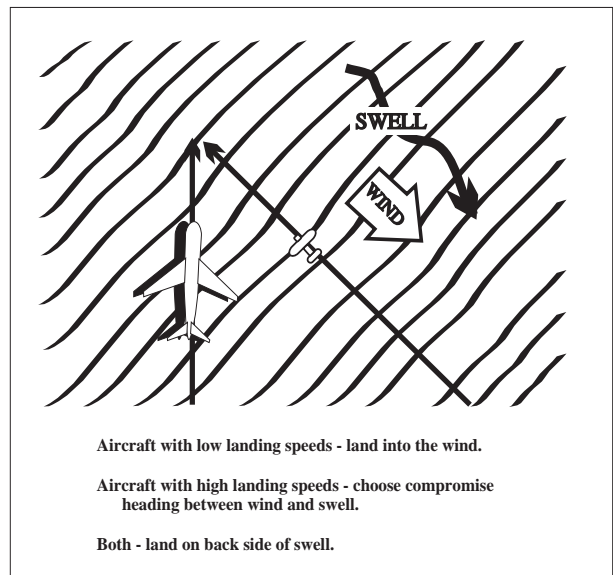 SWELL
WIND
Aircraft with low landing speeds - land into the wind.
Aircraft with high landing speeds - choose compromise
heading between wind and swell.
Both - land on back side of swell.